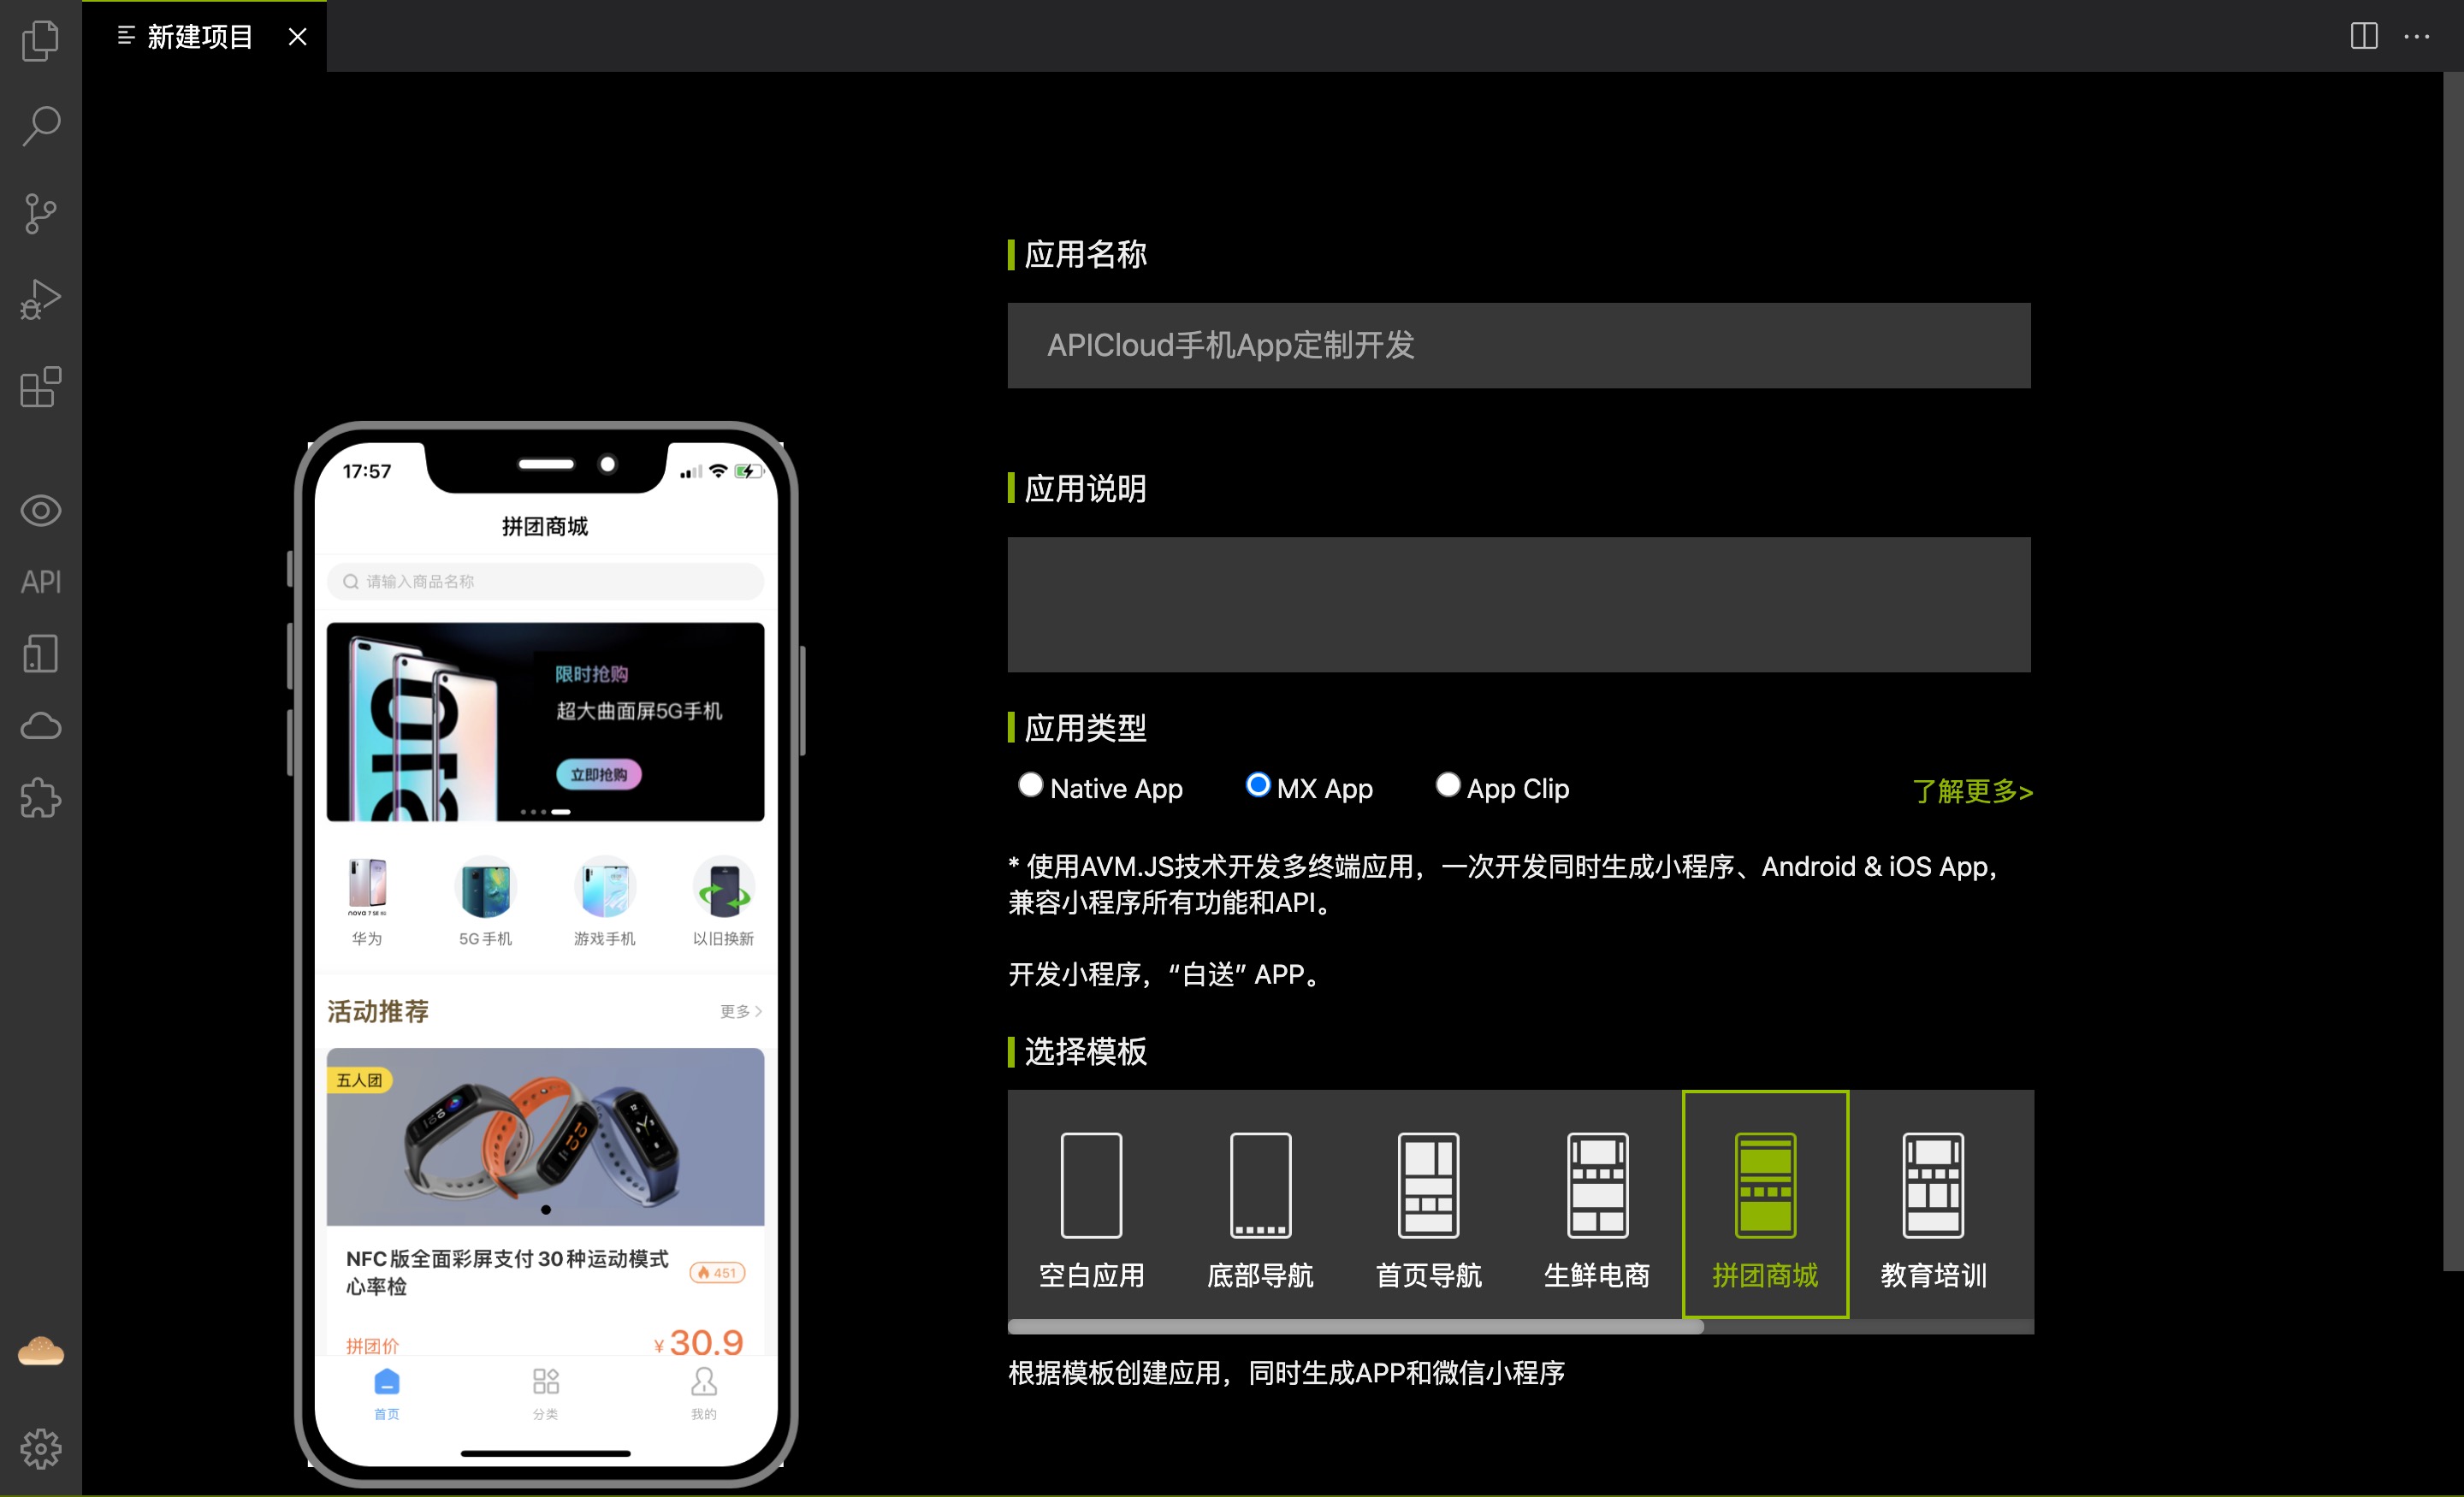 新建项目
API
17:57
拼团商城
请输入商品名称
限时抢购
超大曲面屏5G手机
立即抢购
nova 7 SE 5G
华为
5G手机
游戏手机
以旧换新
活动推荐
更多
五人团
NFC版全面彩屏支付30种运动模式
心率检
451
拼团价
¥30.9
首页
分类
我的
应用名称
APICloud手机App定制开发
应用说明
应用类型
Native App
MX App
App Clip
了解更多>
* 使用AVM.JS技术开发多终端应用，一次开发同时生成小程序、Android & iOS App，
兼容小程序所有功能和API。
开发小程序，“白送” APP。
选择模板
空白应用
底部导航
首页导航
生鲜电商
拼团商城
教育培训
根据模板创建应用，同时生成APP和微信小程序